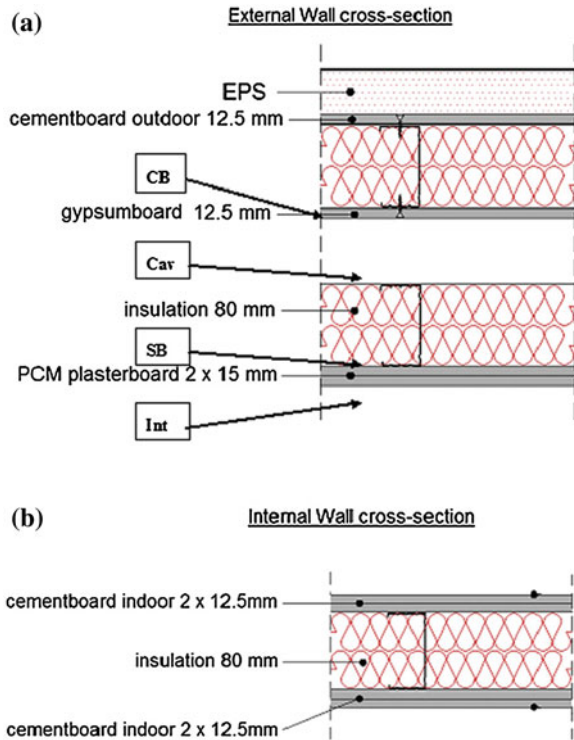 (a)
External Wall cross-section
EPS
cementboard outdoor 12.5 mm
CB
gypsumboard 12.5 mm
Cav
insulation 80 mm
SB
PCM plasterboard 2 x 15 mm
Int
(b)
Internal Wall cross-section
cementboard indoor 2 x 12.5mm
insulation 80 mm
cementboard indoor 2 x 12.5mm